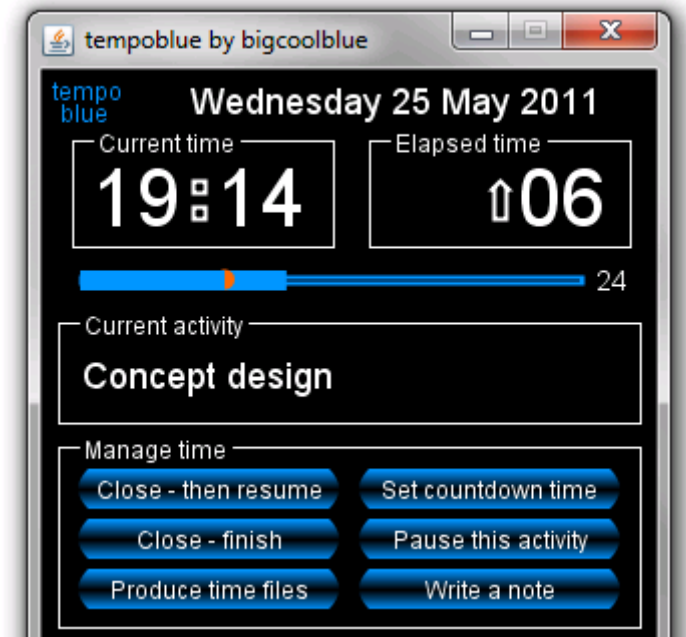 tempoblue by bigcoolblue
tempo
blue
Wednesday 25 May 2011
Current time
19:14
Elapsed time
⇧06
24
Current activity
Concept design
Manage time
Close - then resume
Set countdown time
Close - finish
Pause this activity
Produce time files
Write a note